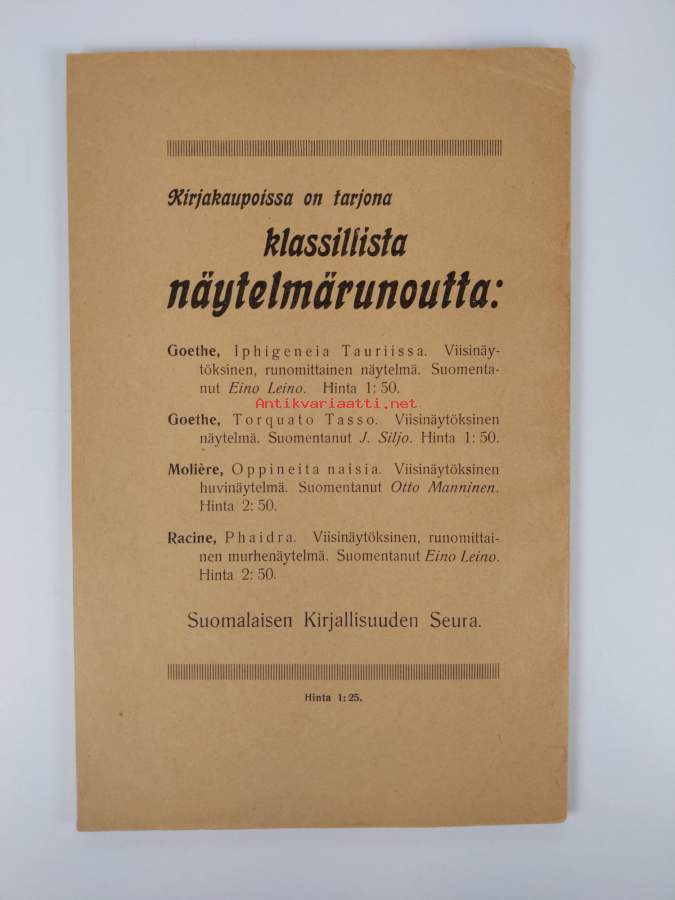 Kirjakaupoissa on tarjona
klassillista
näytelmärunoutta:
Goethe, Iphigeneia Tauriissa. Viisinäy-
töksinen, runomittainen näytelmä. Suomenta-
nut Eino Leino. Hinta 1:50.
Antikvariaatti.net
Goethe, Torquato Tasso. Viisinäytöksinen
näytelmä. Suomentanut J. Siljo. Hinta 1:50.
Molière, Oppineita naisia. Viisinäytöksinen
huvinäytelmä. Suomentanut Otto Manninen.
Hinta 2:50.
Racine, Phaidra. Viisinäytöksinen, runomittai-
nen murhenäytelmä. Suomentanut Eino Leino.
Hinta 2:50.
Suomalaisen Kirjallisuuden Seura.
Hinta 1:25.